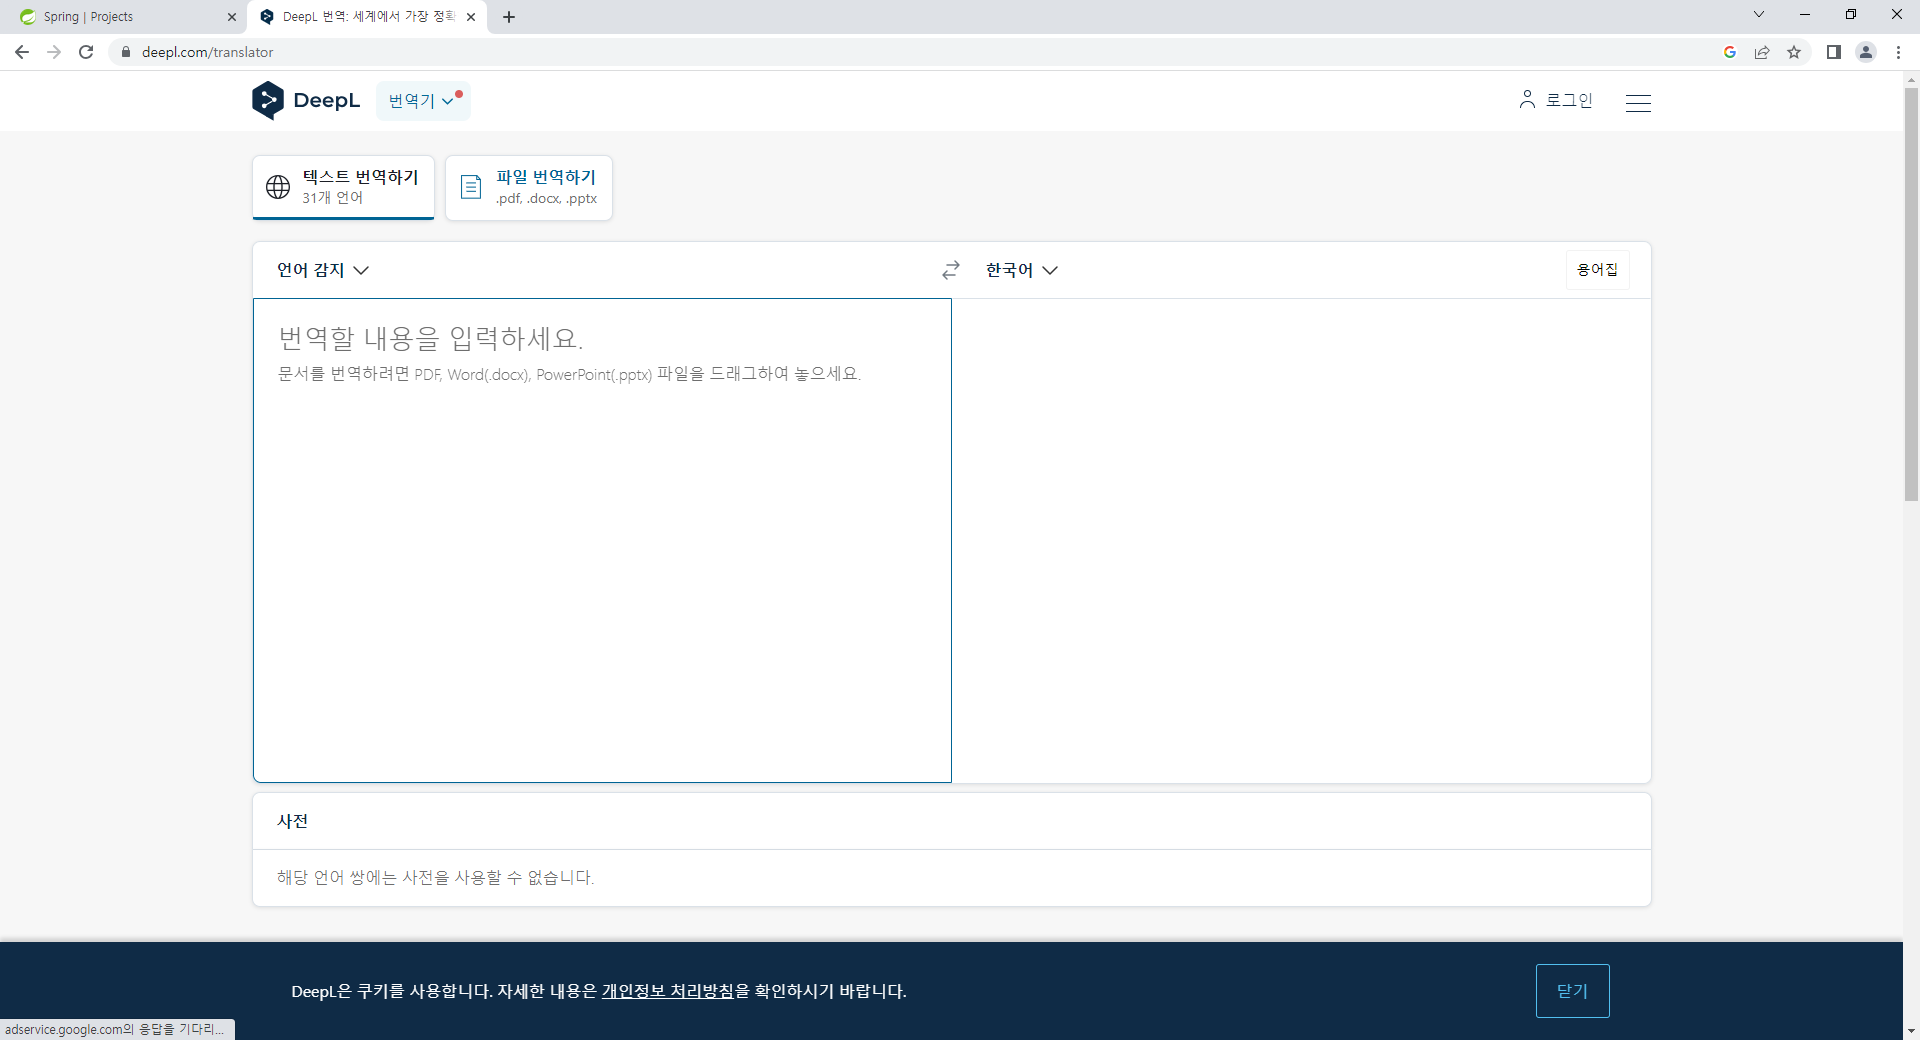 Spring | Projects
DeepL 번역: 세계에서 가장 정확
deepl.com/translator
DeepL
번역기
로그인
텍스트 번역하기
31개 언어
파일 번역하기
.pdf, .docx, .pptx
언어 감지
한국어
용어집
번역할 내용을 입력하세요.
문서를 번역하려면 PDF, Word(.docx), PowerPoint(.pptx) 파일을 드래그하여 놓으세요.
사전
해당 언어 쌍에는 사전을 사용할 수 없습니다.
DeepL은 쿠키를 사용합니다. 자세한 내용은 개인정보 처리방침을 확인하시기 바랍니다.
닫기
adservice.google.com의 응답을 기다리...